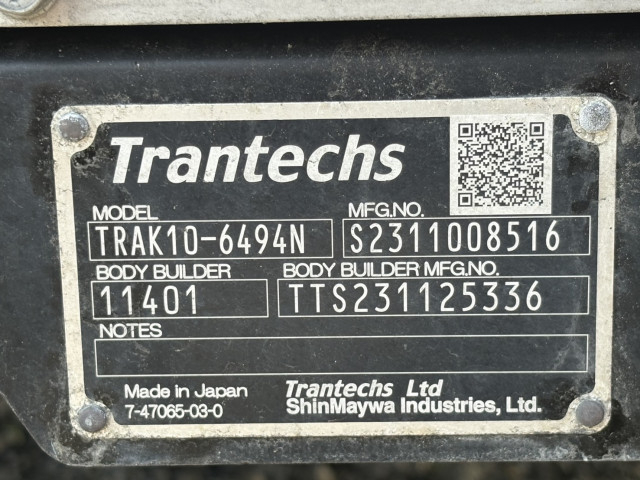 Trantechs
MODEL MFG.NO.
TRAK10-6494N S2311008516
BODY BUILDER BODY BUILDER MFG.NO.
11401 TTS231125336
NOTES
Made in Japan Trantechs Ltd
7-47065-03-0 ShinMaywa Industries, Ltd.